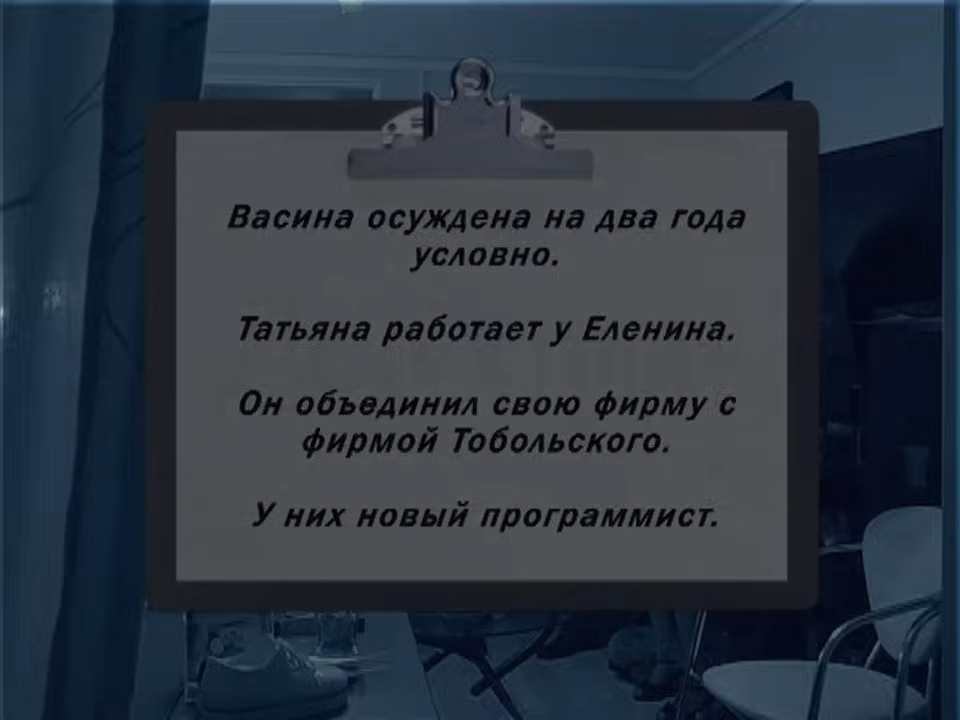 Васина осуждена на два года
условно.
Татьяна работает у Еленина.
Он объединил свою фирму с
фирмой Тобольского.
У них новый программист.